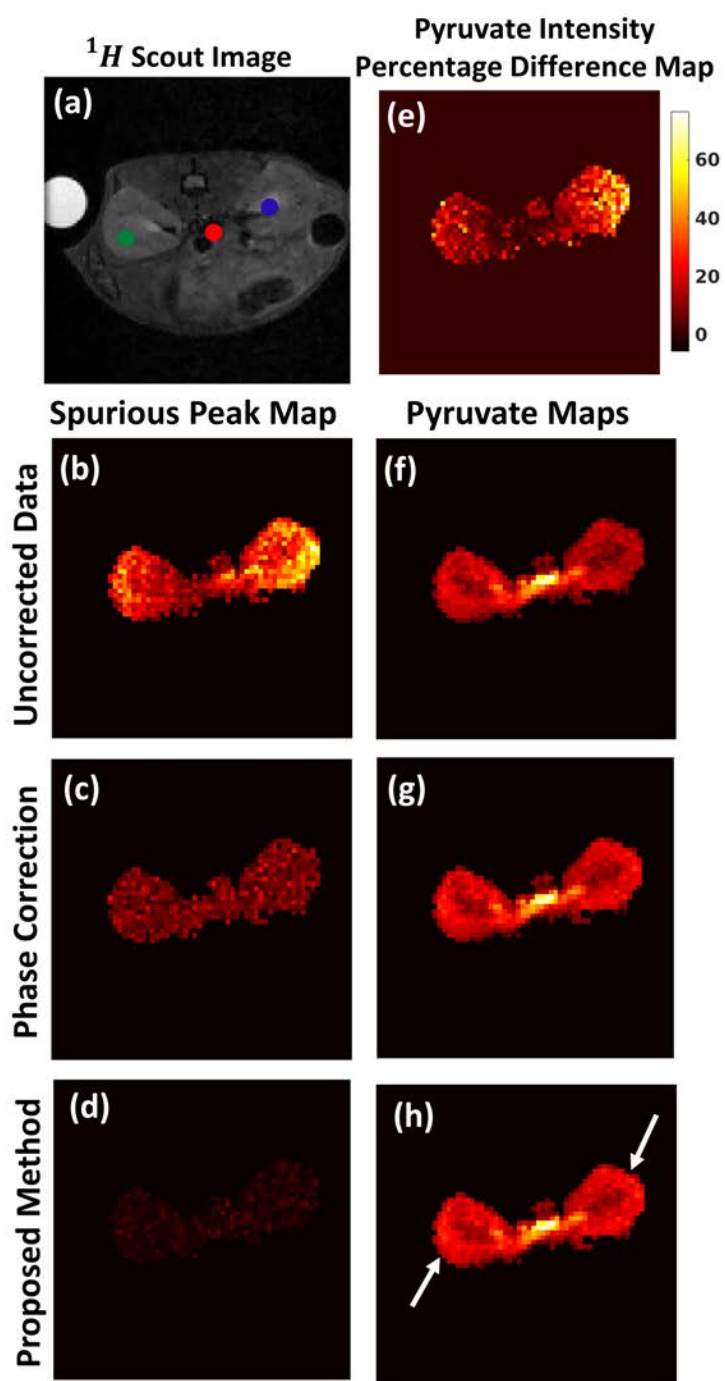 ¹H Scout Image
Pyruvate Intensity
Percentage Difference Map
(a)
(e)
60
40
20
0
Spurious Peak Map
Pyruvate Maps
Uncorrected Data
(b)
(f)
Phase Correction
(c)
(g)
Proposed Method
(d)
(h)